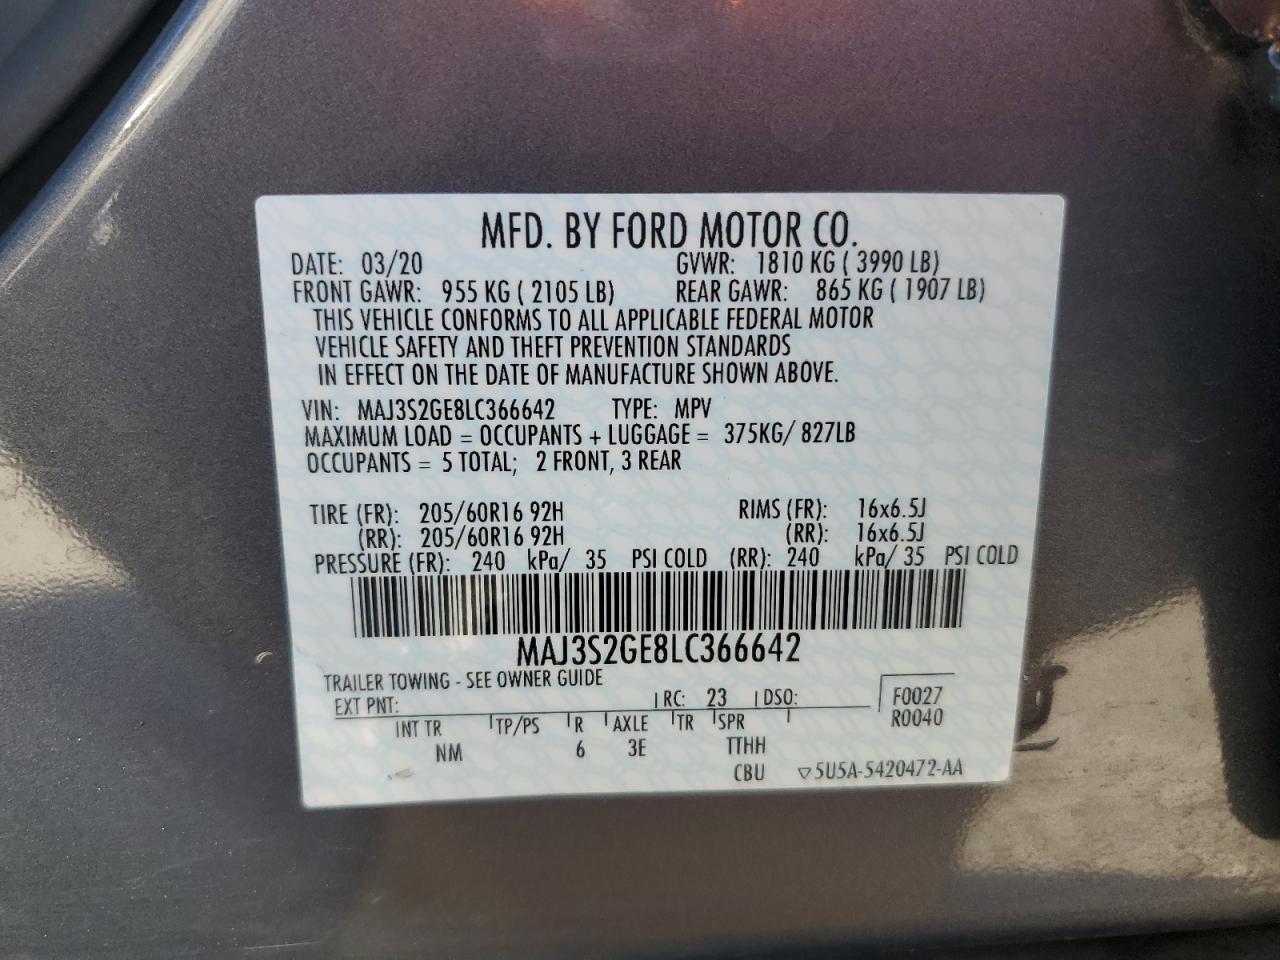 MFD. BY FORD MOTOR CO.
DATE: 03/20 GVWR: 1810 KG ( 3990 LB)
FRONT GAWR: 955 KG ( 2105 LB) REAR GAWR: 865 KG ( 1907 LB)
THIS VEHICLE CONFORMS TO ALL APPLICABLE FEDERAL MOTOR
VEHICLE SAFETY AND THEFT PREVENTION STANDARDS
IN EFFECT ON THE DATE OF MANUFACTURE SHOWN ABOVE.
VIN: MAJ3S2GE8LC366642 TYPE: MPV
MAXIMUM LOAD = OCCUPANTS + LUGGAGE = 375KG/ 827LB
OCCUPANTS = 5 TOTAL; 2 FRONT, 3 REAR
TIRE (FR): 205/60R16 92H RIMS (FR): 16x6.5J
(RR): 205/60R16 92H (RR): 16x6.5J
PRESSURE (FR): 240 kPa/ 35 PSI COLD (RR): 240 kPa/ 35 PSI COLD
MAJ3S2GE8LC366642
TRAILER TOWING - SEE OWNER GUIDE
EXT PNT: RC: 23 DSO: F0027
INT TR TP/PS R AXLE TR SPR R0040
NM 6 3E TTHH
CBU ▽5U5A-5420472-AA